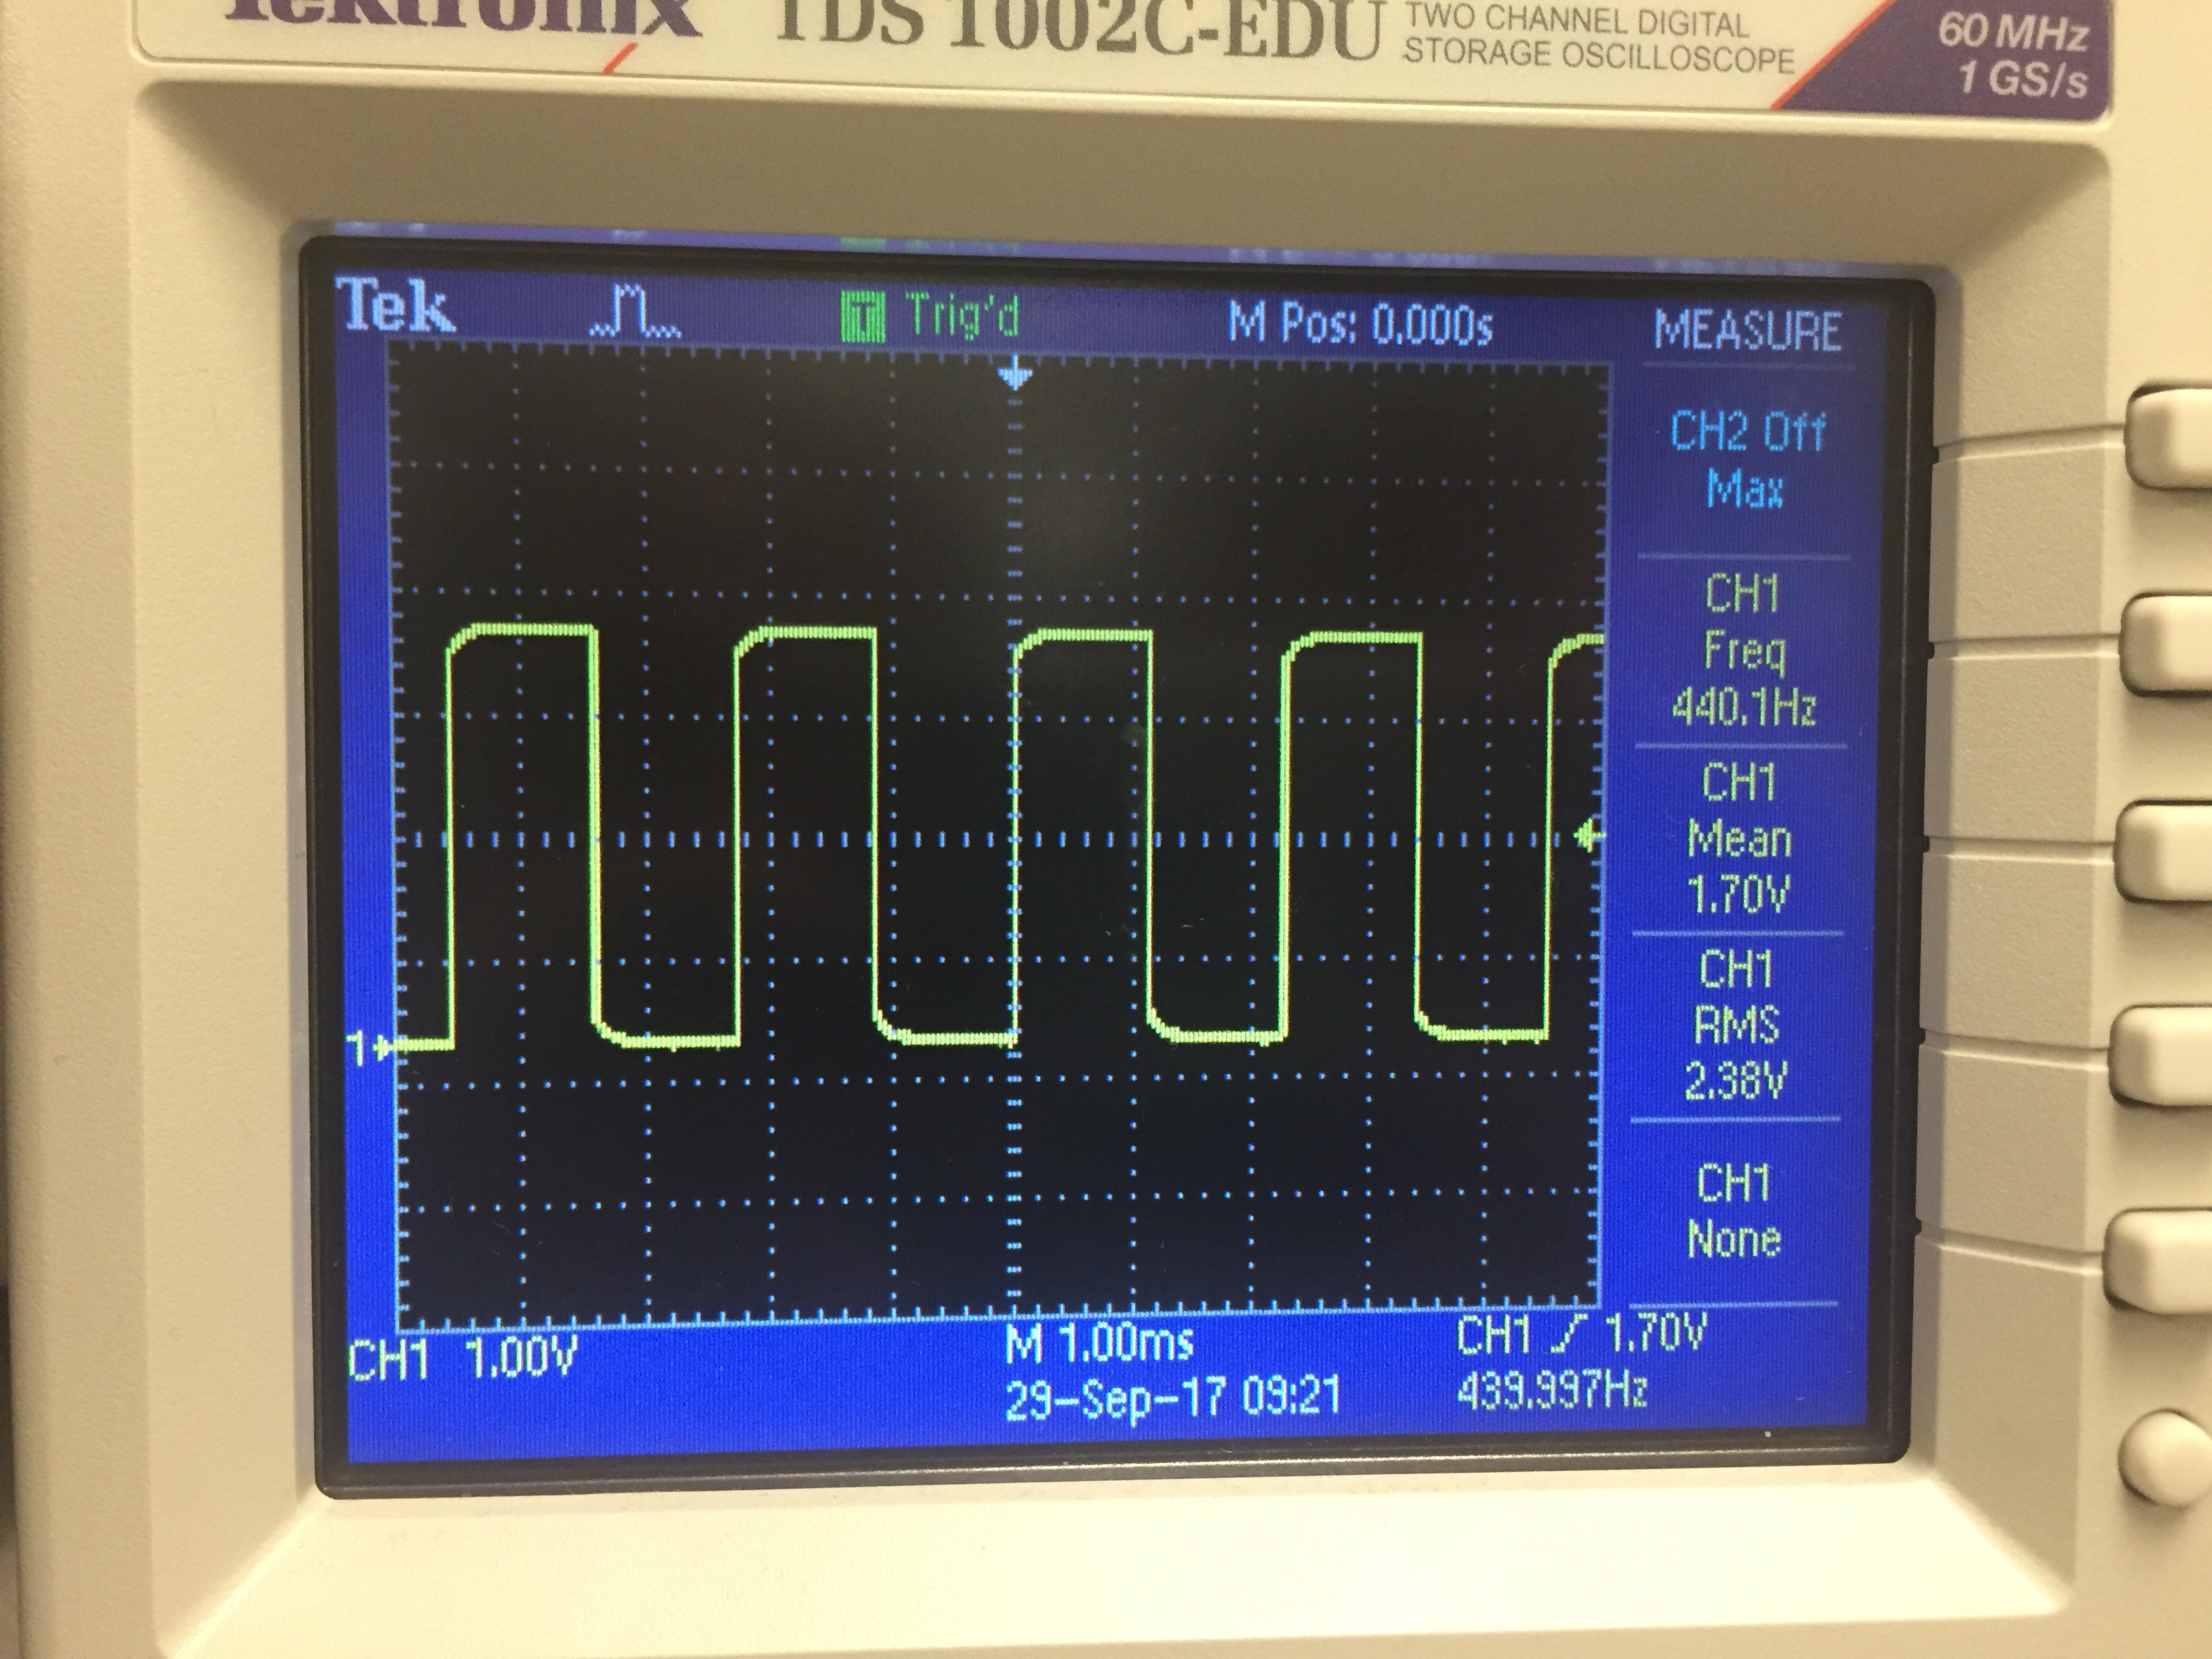 Tektronix TDS 1002C-EDU TWO CHANNEL DIGITAL
STORAGE OSCILLOSCOPE
60 MHz
1 GS/s
Tek T Trig'd M Pos: 0.000s MEASURE
CH2 Off
Max
CH1
Freq
440.1Hz
CH1
Mean
1.70V
CH1
RMS
2.38V
CH1
None
1
CH1 1.00V M 1.00ms CH1 1.70V
29-Sep-17 09:21 439.997Hz